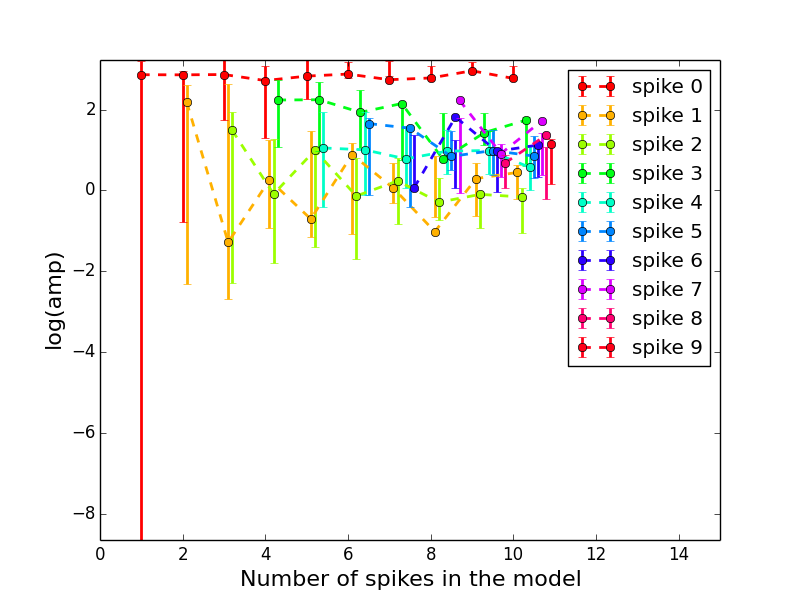 2
0
−2
−4
−6
−8
log(amp)
0 2 4 6 8 10 12 14
Number of spikes in the model
spike 0
spike 1
spike 2
spike 3
spike 4
spike 5
spike 6
spike 7
spike 8
spike 9